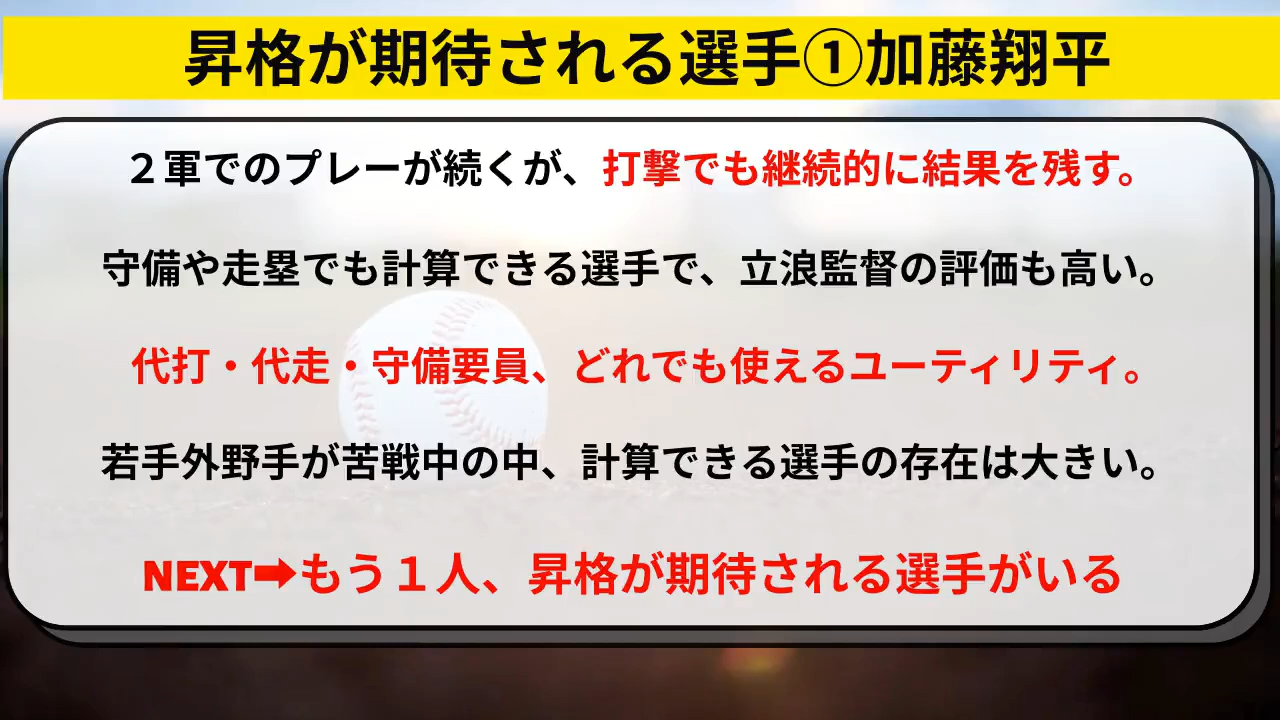 昇格が期待される選手①加藤翔平
２軍でのプレーが続くが、打撃でも継続的に結果を残す。
守備や走塁でも計算できる選手で、立浪監督の評価も高い。
代打・代走・守備要員、どれでも使えるユーティリティ。
若手外野手が苦戦中の中、計算できる選手の存在は大きい。
NEXT➡もう１人、昇格が期待される選手がいる